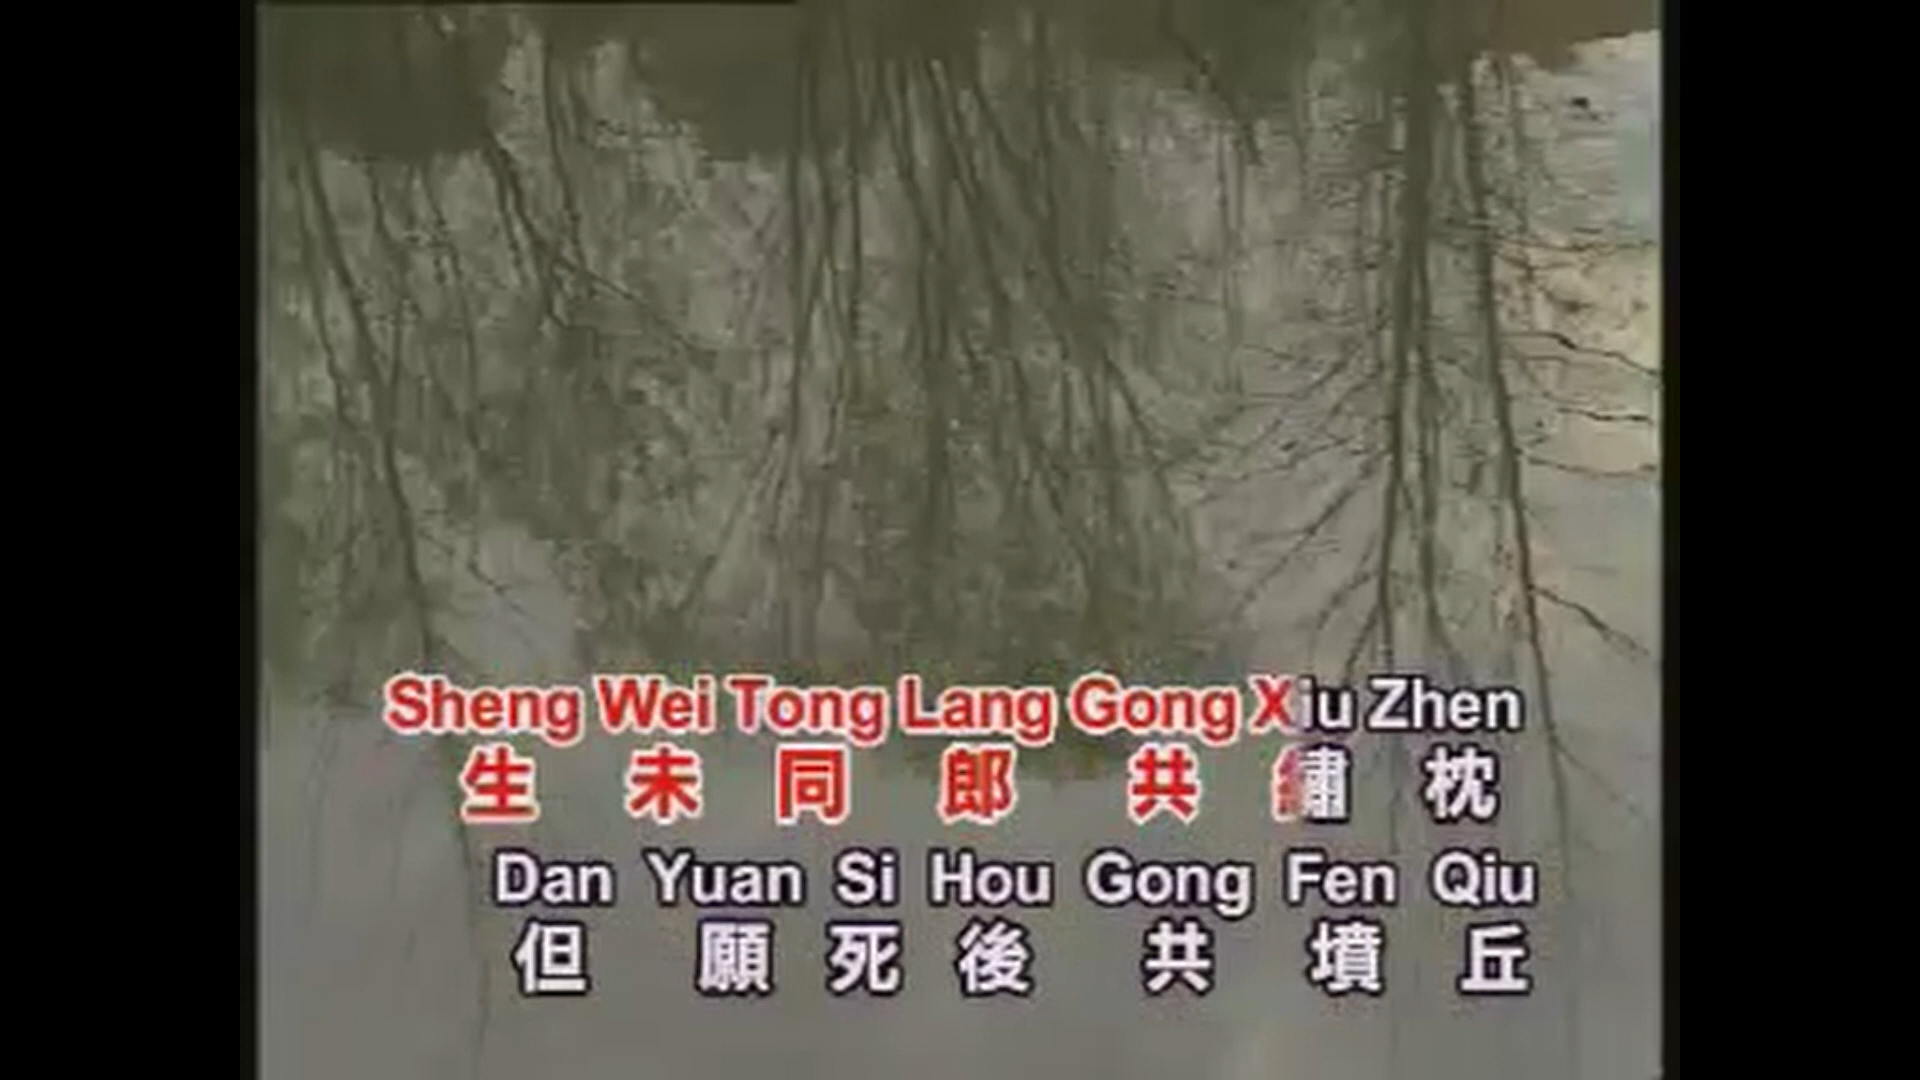 Sheng Wei Tong Lang Gong Xiu Zhen
生 未 同 郎 共 繡 枕
Dan Yuan Si Hou Gong Fen Qiu
但 願 死 後 共 墳 丘